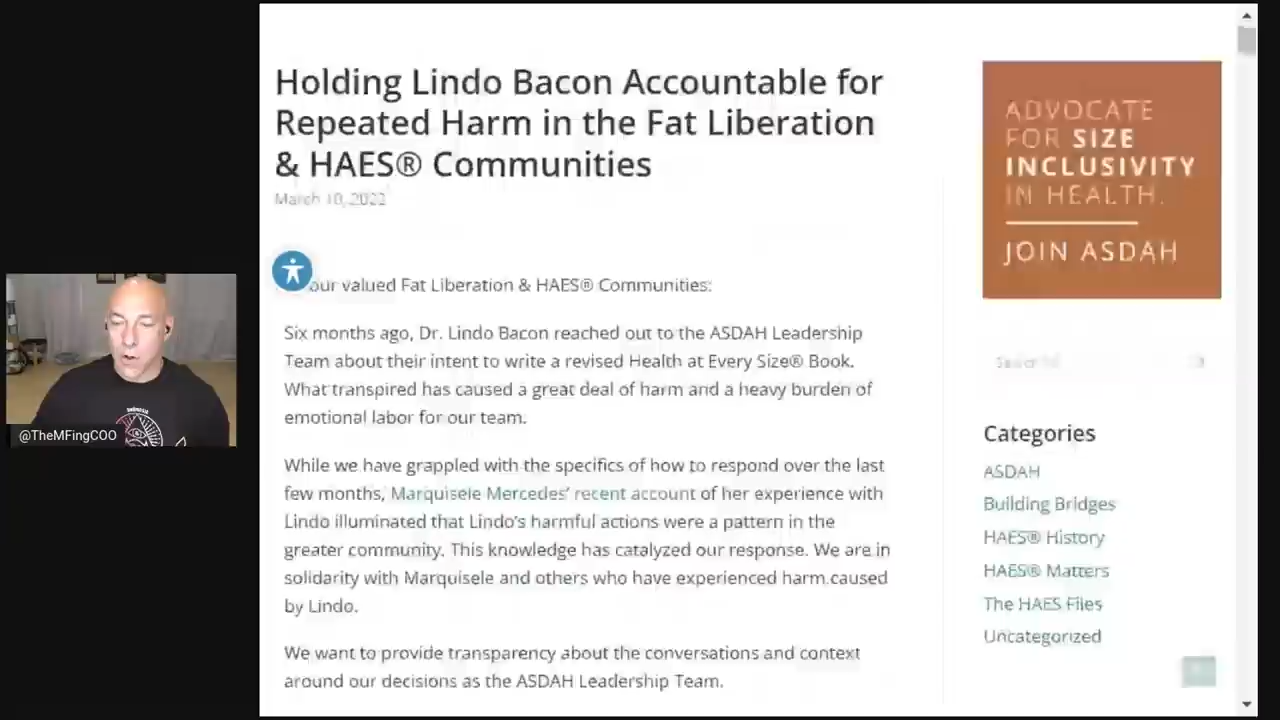 Holding Lindo Bacon Accountable for
Repeated Harm in the Fat Liberation
& HAES® Communities
March 10, 2022
our valued Fat Liberation & HAES® Communities:
Six months ago, Dr. Lindo Bacon reached out to the ASDAH Leadership
Team about their intent to write a revised Health at Every Size® Book.
What transpired has caused a great deal of harm and a heavy burden of
emotional labor for our team.
While we have grappled with the specifics of how to respond over the last
few months, Marquisele Mercedes' recent account of her experience with
Lindo illuminated that Lindo's harmful actions were a pattern in the
greater community. This knowledge has catalyzed our response. We are in
solidarity with Marquisele and others who have experienced harm caused
by Lindo.
We want to provide transparency about the conversations and context
around our decisions as the ASDAH Leadership Team.
ADVOCATE
FOR SIZE
INCLUSIVITY
IN HEALTH.
JOIN ASDAH
Categories
ASDAH
Building Bridges
HAES® History
HAES® Matters
The HAES Files
Uncategorized
@TheMFingCOO